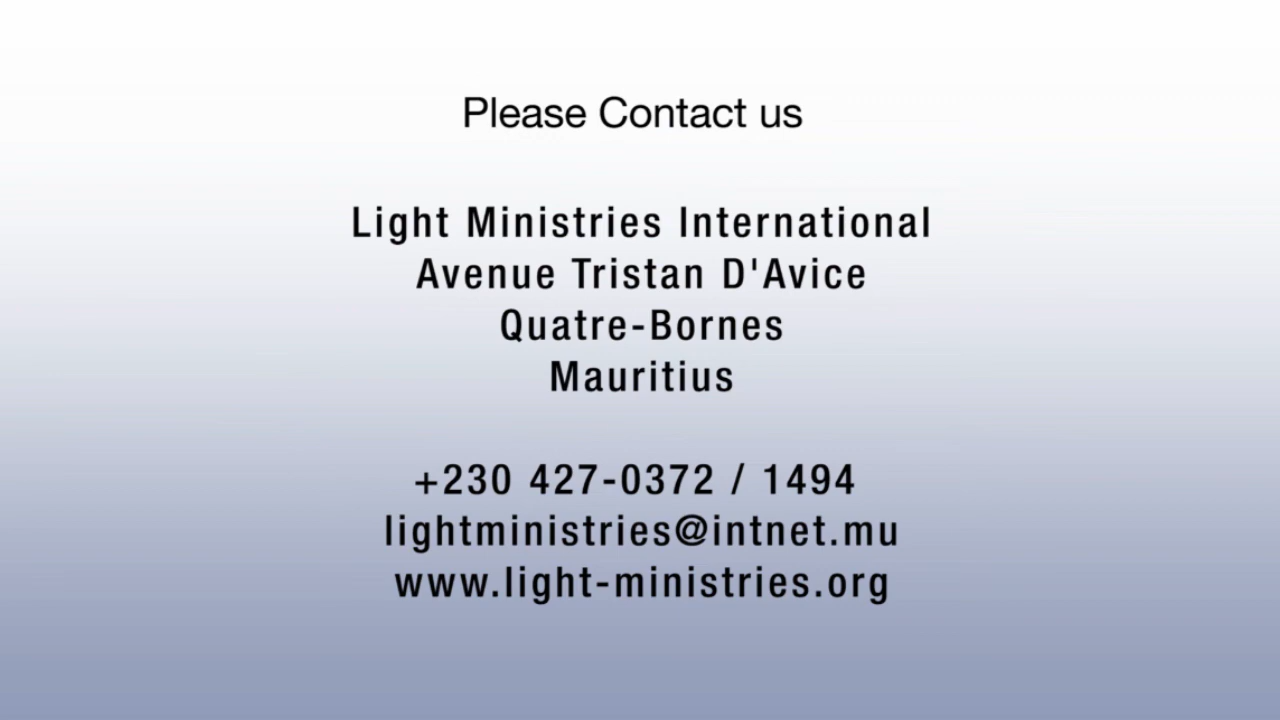 Please Contact us
Light Ministries International
Avenue Tristan D'Avice
Quatre-Bornes
Mauritius
+230 427-0372 / 1494
lightministries@intnet.mu
www.light-ministries.org